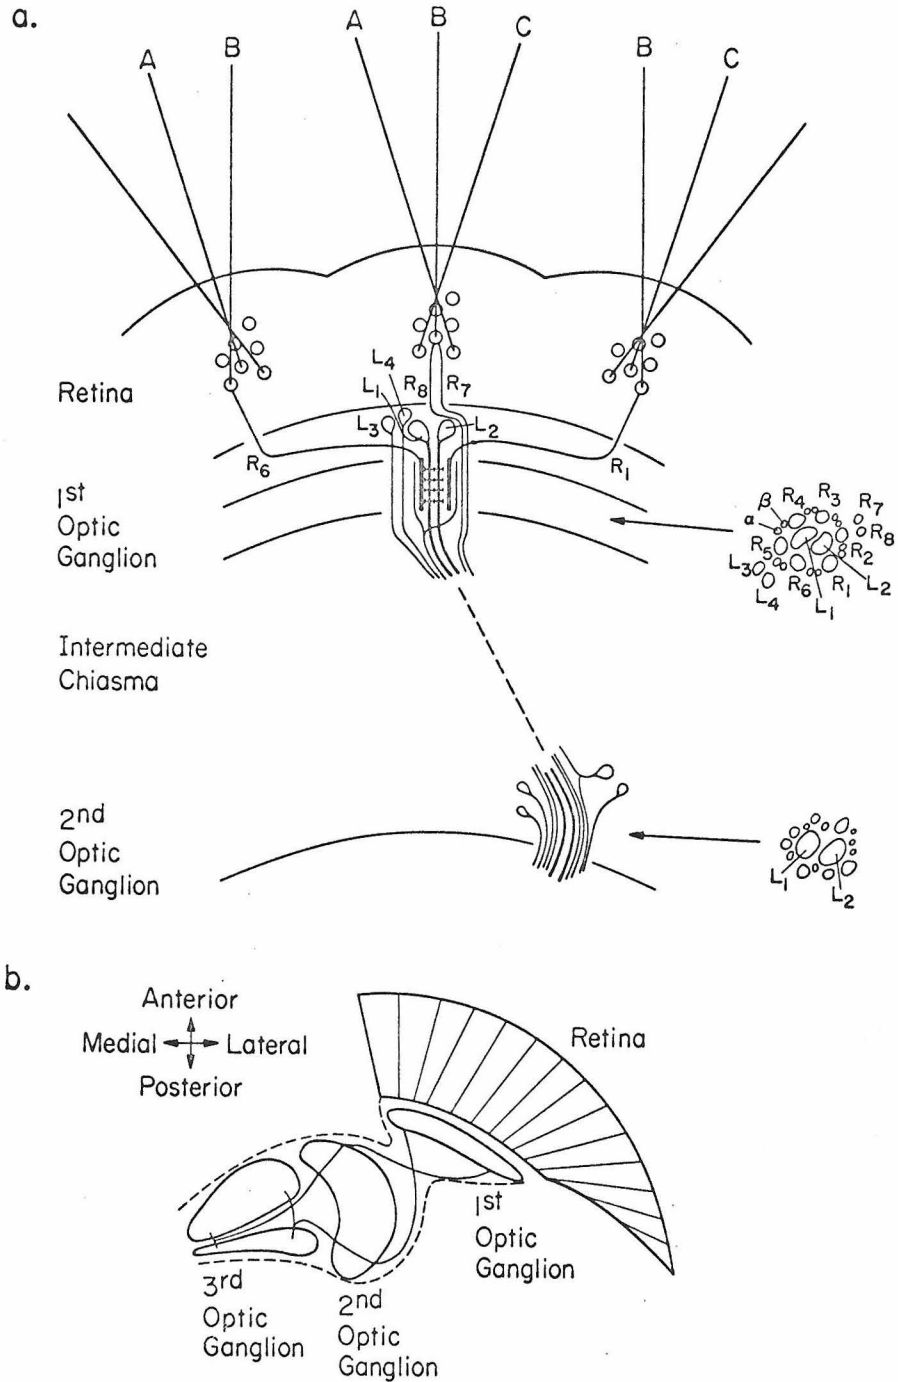 a.
A B A B C B C
L4
L1 R8 R7
L3 L2
Retina
R6 R1
1st
Optic
Ganglion
β R4 R3 R7
α R8
R5 R2
L3 R6 R1 L2
L4 L1
Intermediate
Chiasma
2nd
Optic
Ganglion
L1
L2
b.
Anterior
Medial Lateral
Posterior
Retina
1st
Optic
Ganglion
3rd
Optic
Ganglion
2nd
Optic
Ganglion